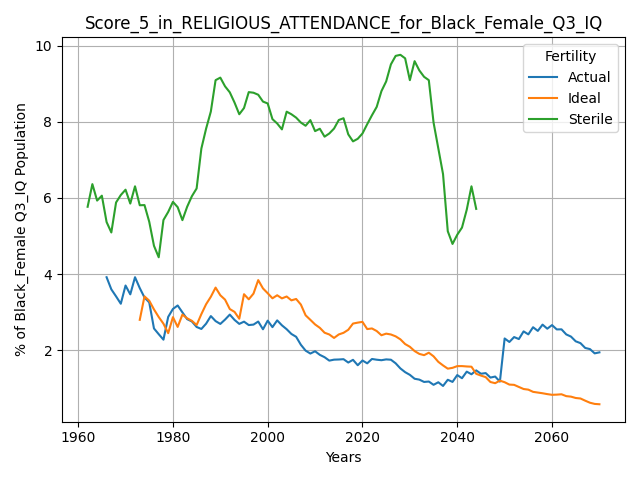 Score_5_in_RELIGIOUS_ATTENDANCE_for_Black_Female_Q3_IQ
% of Black_Female Q3_IQ Population
10
8
6
4
2
Fertility
Actual
Ideal
Sterile
1960 1980 2000 2020 2040 2060
Years